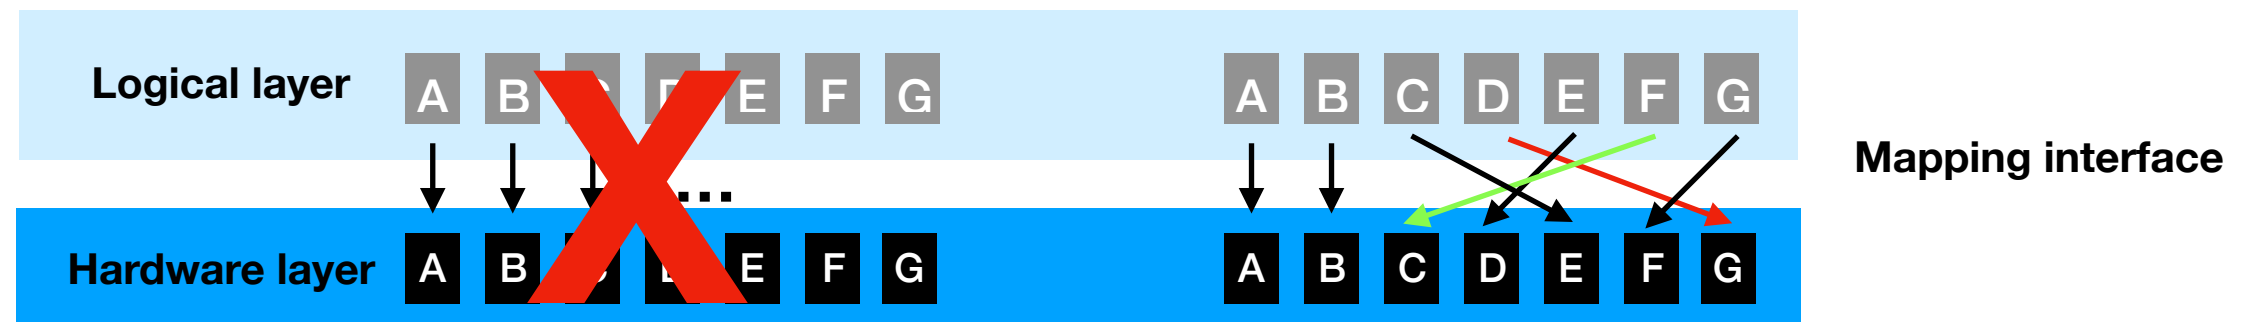 Logical layer A B C D E F G A B C D E F G
... Mapping interface
Hardware layer A B C D E F G A B C D E F G